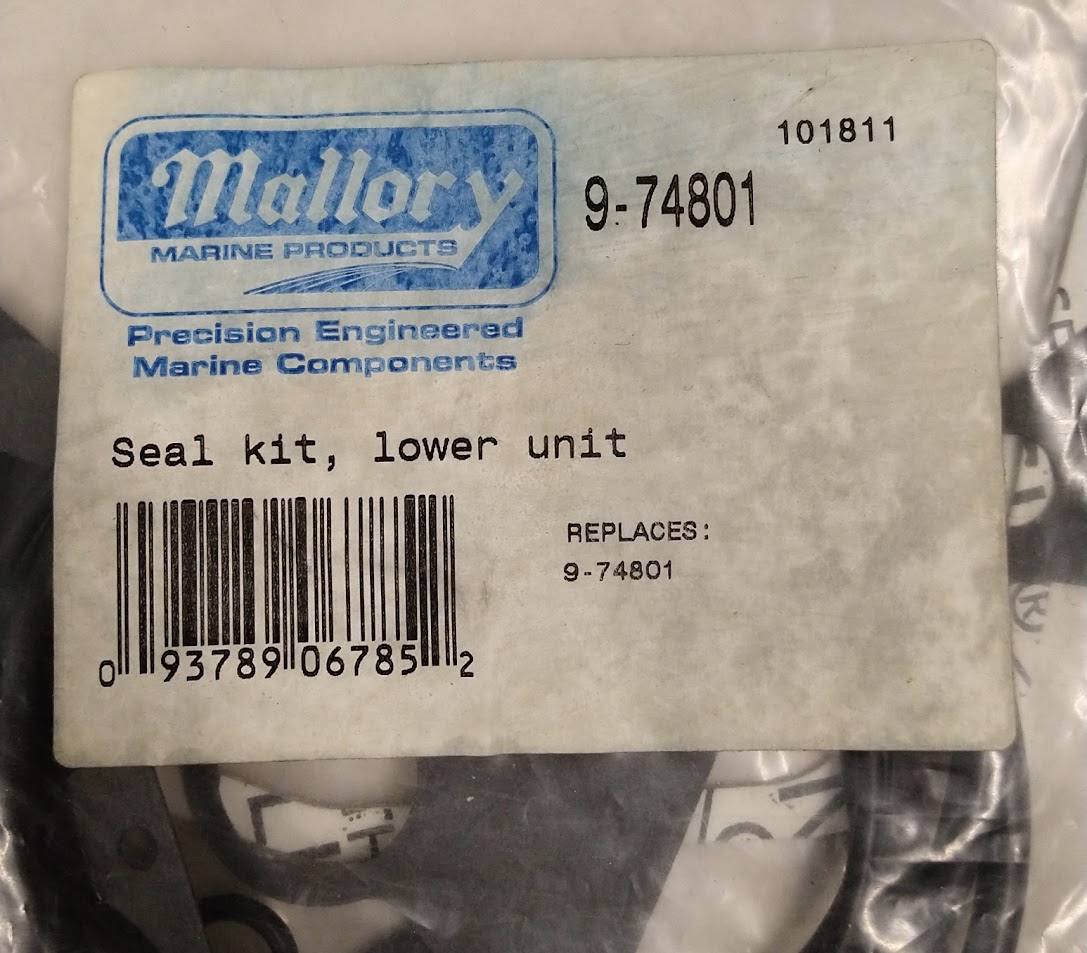 101811
Mallory
MARINE PRODUCTS
9-74801
Precision Engineered
Marine Components
Seal kit, lower unit
REPLACES:
9-74801
0 93789 06785 2